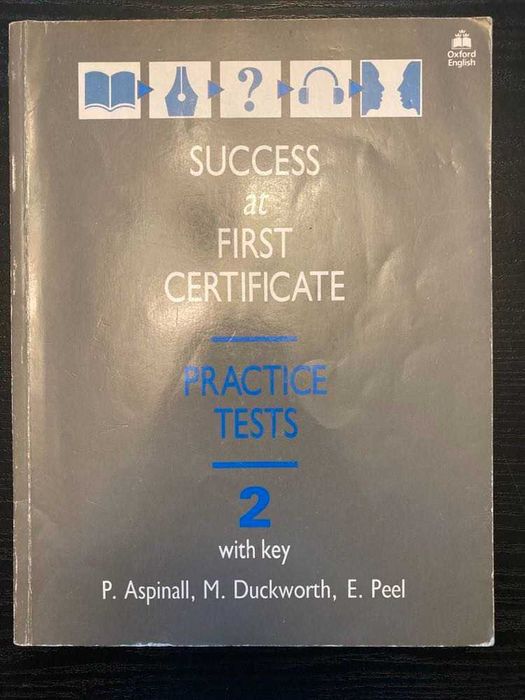 Oxford
English
?
SUCCESS
at
FIRST
CERTIFICATE
PRACTICE
TESTS
2
with key
P. Aspinall, M. Duckworth, E. Peel